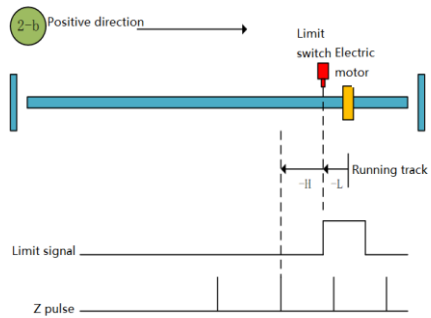 2-b Positive direction
Limit
switch Electric
motor
Running track
-H -L
Limit signal
Z pulse